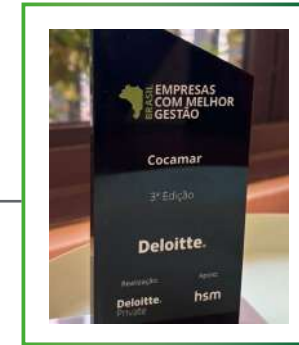 BRASIL
EMPRESAS
COM MELHOR
GESTÃO
Cocamar
3ª Edição
Deloitte.
Realização:
Apoio:
Deloitte.
Private
hsm